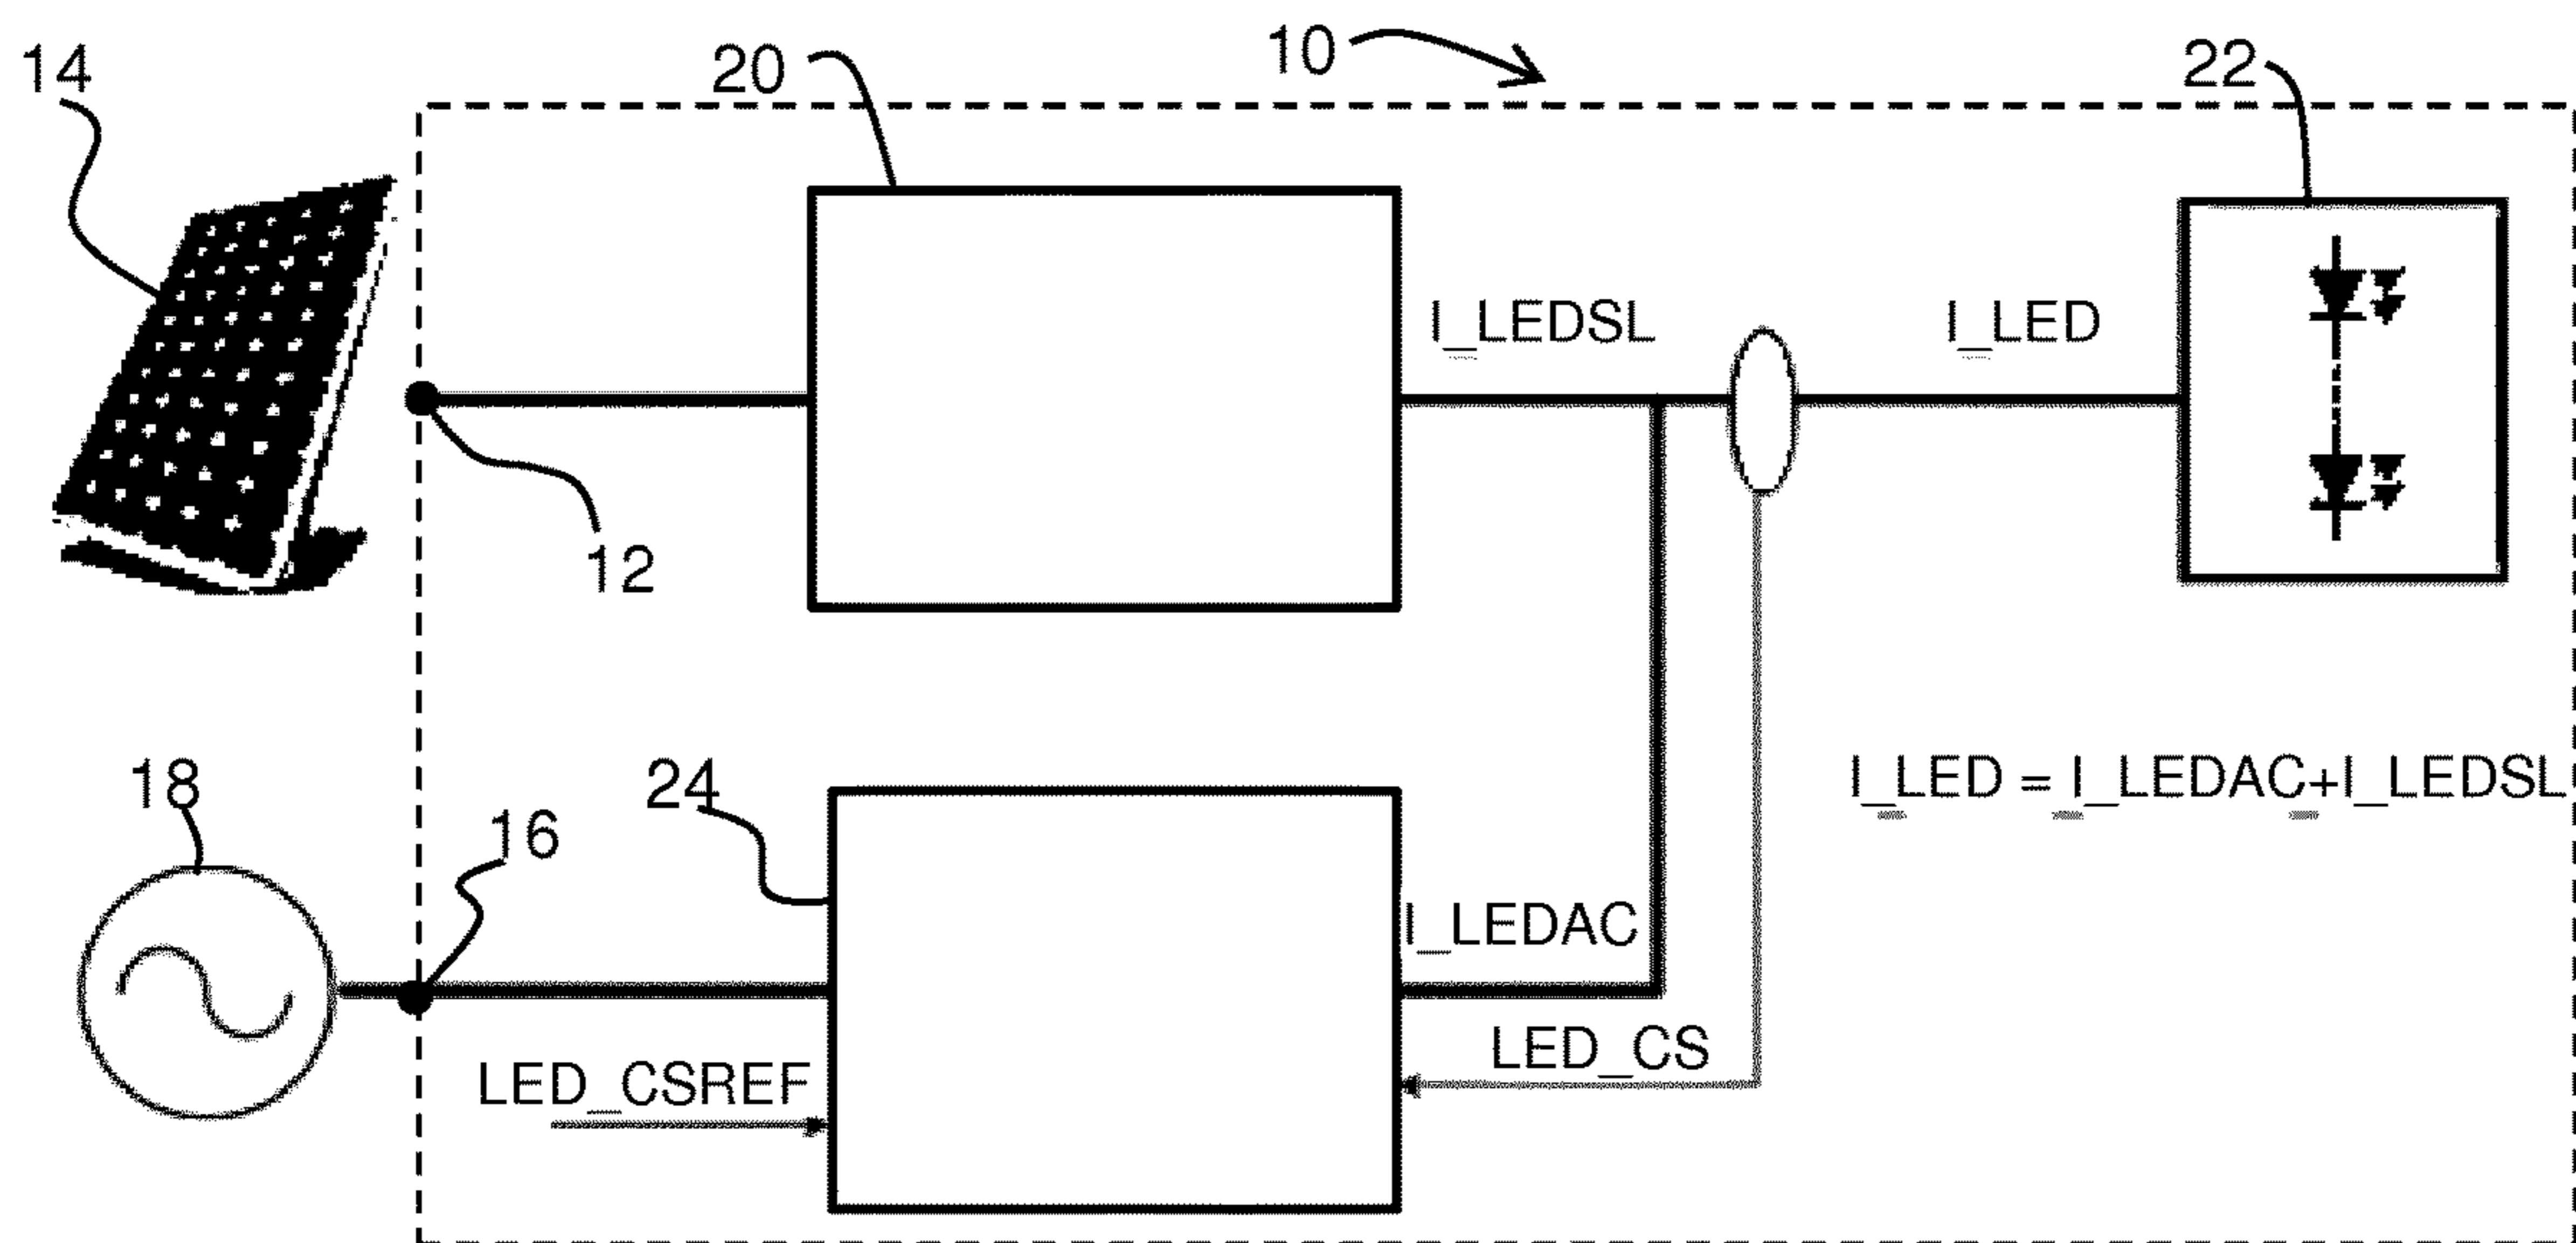 10
14
20
22
I_LEDSL
I_LED
12
18
24
I_LED = I_LEDAC+I_LEDSL
16
I_LEDAC
LED_CS
LED_CSREF